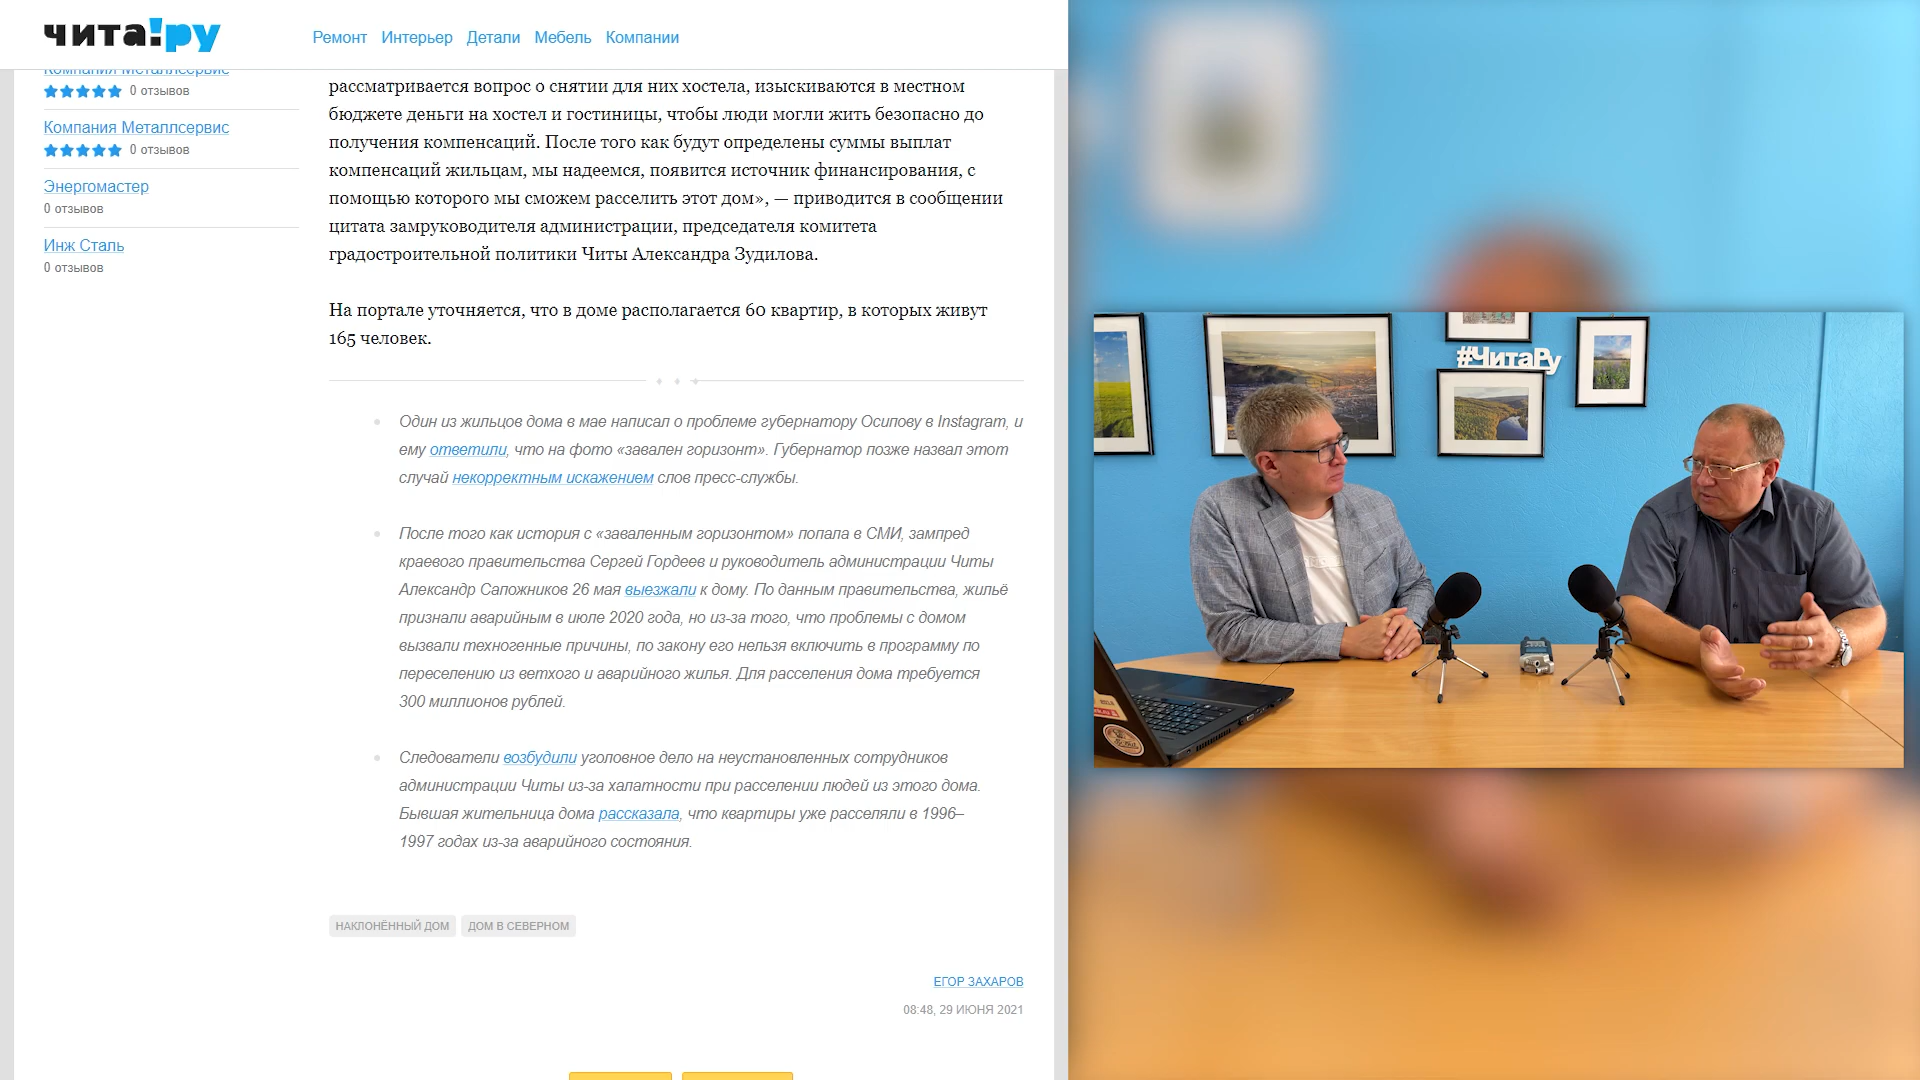 чита!ру
Ремонт Интерьер Детали Мебель Компании
Компания Металлсервис
0 отзывов
Компания Металлсервис
0 отзывов
Энергомастер
0 отзывов
Инж Сталь
0 отзывов
рассматривается вопрос о снятии для них хостела, изыскиваются в местном
бюджете деньги на хостел и гостиницы, чтобы люди могли жить безопасно до
получения компенсаций. После того как будут определены суммы выплат
компенсаций жильцам, мы надеемся, появится источник финансирования, с
помощью которого мы сможем расселить этот дом», — приводится в сообщении
цитата замруководителя администрации, председателя комитета
градостроительной политики Читы Александра Зудилова.
На портале уточняется, что в доме располагается 60 квартир, в которых живут
165 человек.
Один из жильцов дома в мае написал о проблеме губернатору Осипову в Instagram, и
ему ответили, что на фото «завален горизонт». Губернатор позже назвал этот
случай некорректным искажением слов пресс-службы.
После того как история с «заваленным горизонтом» попала в СМИ, зампред
краевого правительства Сергей Гордеев и руководитель администрации Читы
Александр Сапожников 26 мая выезжали к дому. По данным правительства, жильё
признали аварийным в июле 2020 года, но из-за того, что проблемы с домом
вызвали техногенные причины, по закону его нельзя включить в программу по
переселению из ветхого и аварийного жилья. Для расселения дома требуется
300 миллионов рублей.
Следователи возбудили уголовное дело на неустановленных сотрудников
администрации Читы из-за халатности при расселении людей из этого дома.
Бывшая жительница дома рассказала, что квартиры уже расселяли в 1996–
1997 годах из-за аварийного состояния.
НАКЛОНЁННЫЙ ДОМ ДОМ В СЕВЕРНОМ
ЕГОР ЗАХАРОВ
08:48, 29 ИЮНЯ 2021
#ЧитаРу